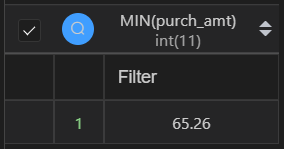 MIN(purch_amt)
int(11)
Filter
1 65.26